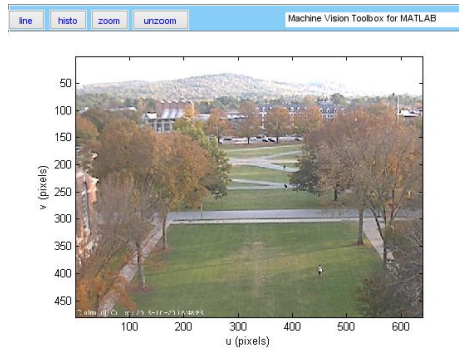 line histo zoom unzoom Machine Vision Toolbox for MATLAB
50
100
150
200
250
300
350
400
450
v (pixels)
100 200 300 400 500 600
u (pixels)